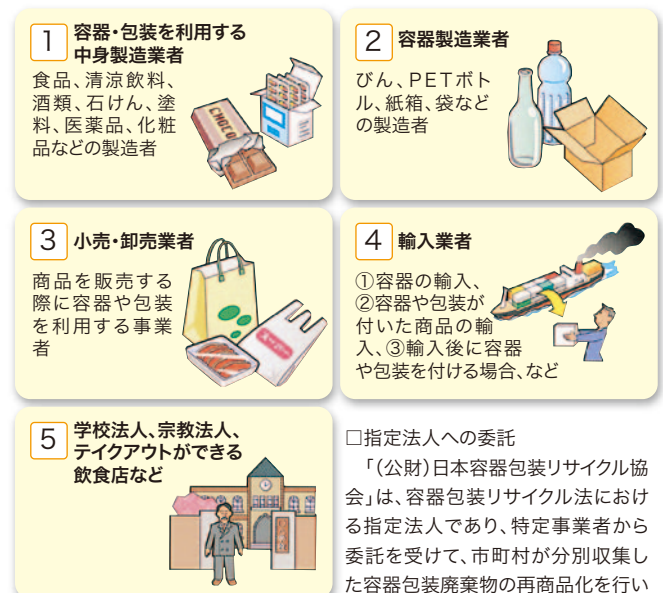 1 容器・包装を利用する
中身製造業者
食品、清涼飲料、
酒類、石けん、塗
料、医薬品、化粧
品などの製造者
CHOCO
2 容器製造業者
びん、PETボト
ル、紙箱、袋など
の製造者
3 小売・卸売業者
商品を販売する
際に容器や包装
を利用する事業
者
スーパー
4 輸入業者
①容器の輸入、
②容器や包装が
付いた商品の輸
入、③輸入後に容器
や包装を付ける場合、など
5 学校法人、宗教法人、
テイクアウトができる
飲食店など
□指定法人への委託
「(公財)日本容器包装リサイクル協
会」は、容器包装リサイクル法におけ
る指定法人であり、特定事業者から
委託を受けて、市町村が分別収集し
た容器包装廃棄物の再商品化を行い